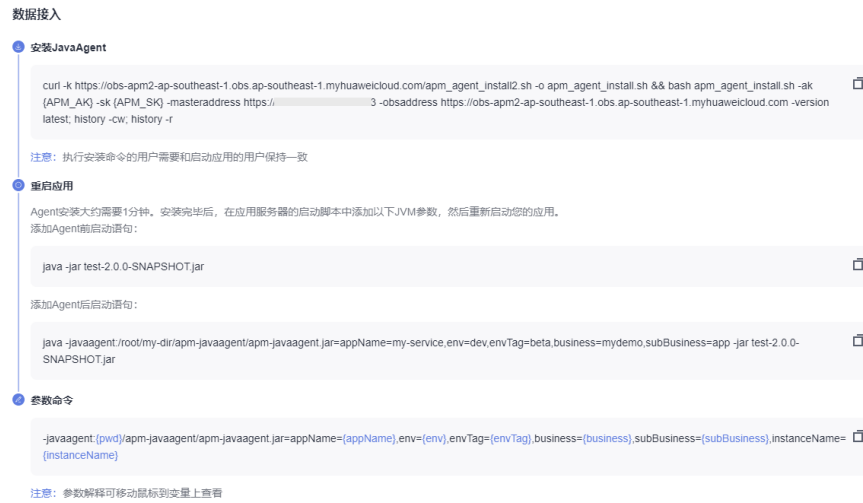 数据接入
安装JavaAgent
curl -k https://obs-apm2-ap-southeast-1.obs.ap-southeast-1.myhuaweicloud.com/apm_agent_install2.sh -o apm_agent_install.sh && bash apm_agent_install.sh -ak
{APM_AK} -sk {APM_SK} -masteraddress https:/ 3 -obsaddress https://obs-apm2-ap-southeast-1.obs.ap-southeast-1.myhuaweicloud.com -version
latest; history -cw; history -r
注意：执行安装命令的用户需要和启动应用的用户保持一致
重启应用
Agent安装大约需要1分钟。安装完毕后，在应用服务器的启动脚本中添加以下JVM参数，然后重新启动您的应用。
添加Agent前启动语句：
java -jar test-2.0.0-SNAPSHOT.jar
添加Agent后启动语句：
java -javaagent:/root/my-dir/apm-javaagent/apm-javaagent.jar=appName=my-service,env=dev,envTag=beta,business=mydemo,subBusiness=app -jar test-2.0.0-
SNAPSHOT.jar
参数命令
-javaagent:{pwd}/apm-javaagent/apm-javaagent.jar=appName={appName},env={env},envTag={envTag},business={business},subBusiness={subBusiness},instanceName=
{instanceName}
注意：参数解释可移动鼠标到变量上查看